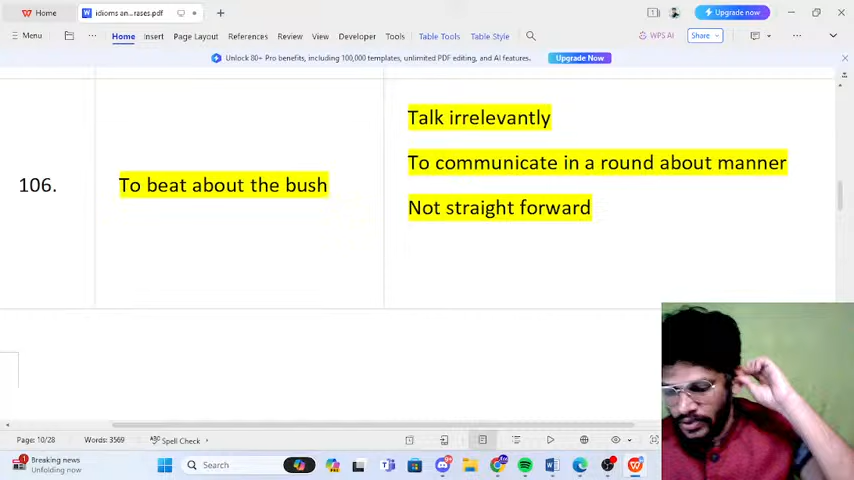 Home
idioms an...rases.pdf
Upgrade now
Menu
Home Insert Page Layout References Review View Developer Tools Table Tools Table Style
WPS AI
Share
Unlock 80+ Pro benefits, including 100,000 templates, unlimited PDF editing, and AI features.
Upgrade Now
Talk irrelevantly
To communicate in a round about manner
106.
To beat about the bush
Not straight forward
Page: 10/28 Words: 3569 Spell Check
Breaking news
Unfolding now
Search